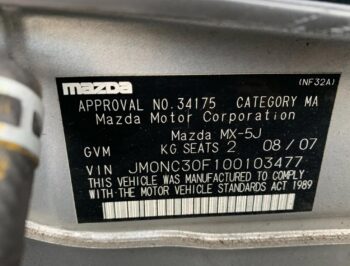 mazda
(NF32A)
APPROVAL NO.34175 CATEGORY MA
Mazda Motor Corporation
Mazda MX-5J
GVM KG SEATS 2 08/07
VIN JM0NC30F100103477
THIS VEHICLE WAS MANUFACTURED TO COMPLY
WITH THE MOTOR VEHICLE STANDARDS ACT 1989